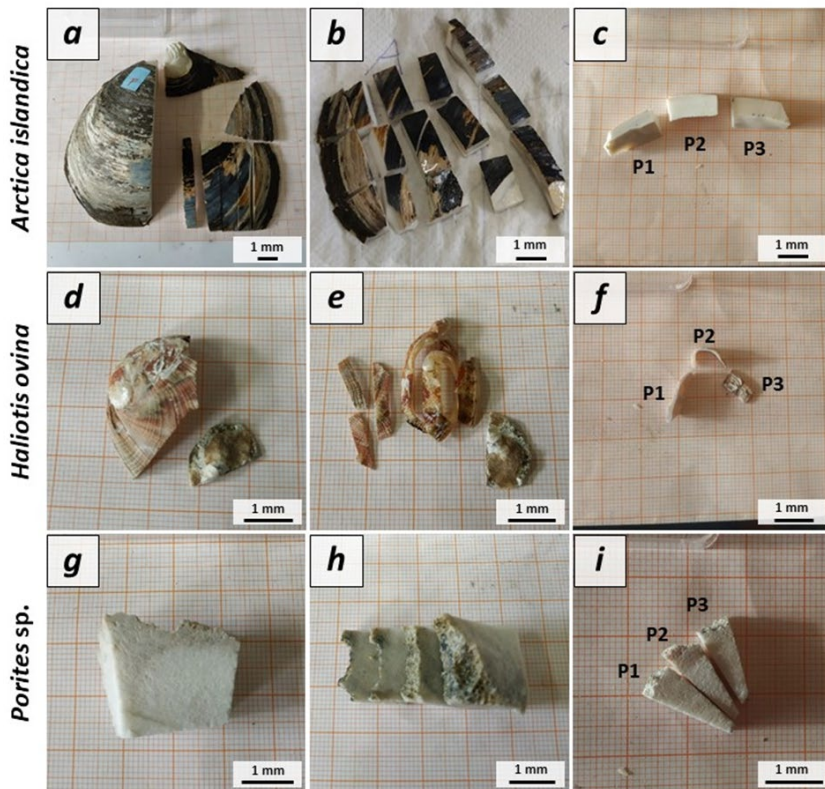 Arctica islandica
a
b
c
P1
P2
P3
1 mm
1 mm
1 mm
Haliotis ovina
d
e
f
P1
P2
P3
1 mm
1 mm
1 mm
Porites sp.
g
h
i
P1
P2
P3
1 mm
1 mm
1 mm